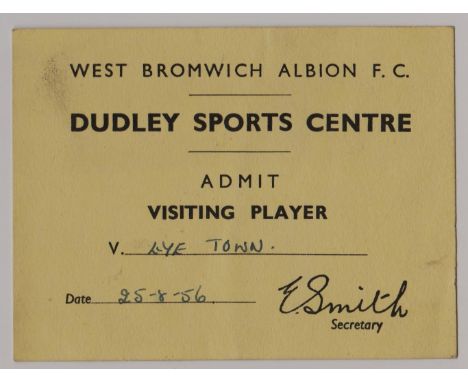 WEST BROMWICH ALBION F. C.
DUDLEY SPORTS CENTRE
ADMIT
VISITING PLAYER
V. LYE TOWN.
Date 25-8-56.
E. Smith
Secretary